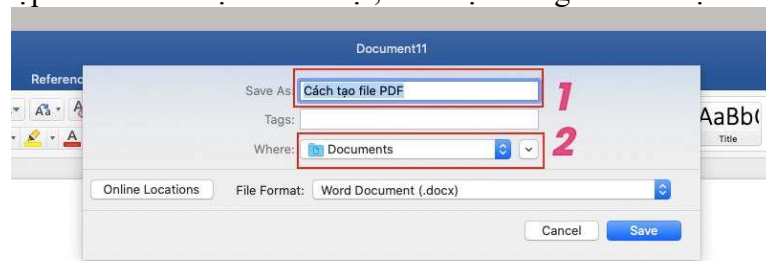 Document11
Referenc
Save As: Cách tạo file PDF
1
Tags:
Where: Documents
2
AaBb(
Title
Online Locations File Format: Word Document (.docx)
Cancel Save